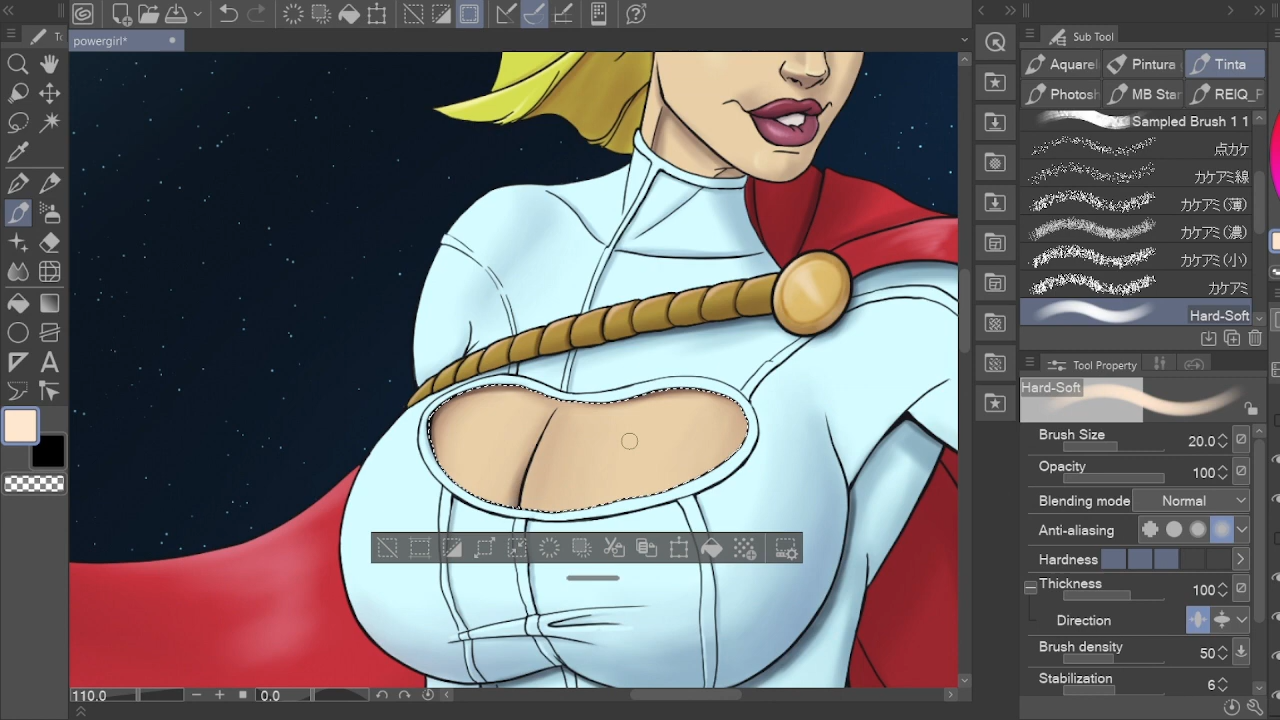 powergirl*
Sub Tool
Aquarel
Pintura
Tinta
Photosh
MB Star
REIQ_P
Sampled Brush 1 1
点カケ
カケアミ線
カケアミ(薄)
カケアミ(濃)
カケアミ(小)
カケアミ
Hard-Soft
Tool Property
Hard-Soft
Brush Size 20.0
Opacity 100
Blending mode Normal
Anti-aliasing
Hardness
Thickness 100
Direction
Brush density 50
Stabilization 6
110.0 0.0